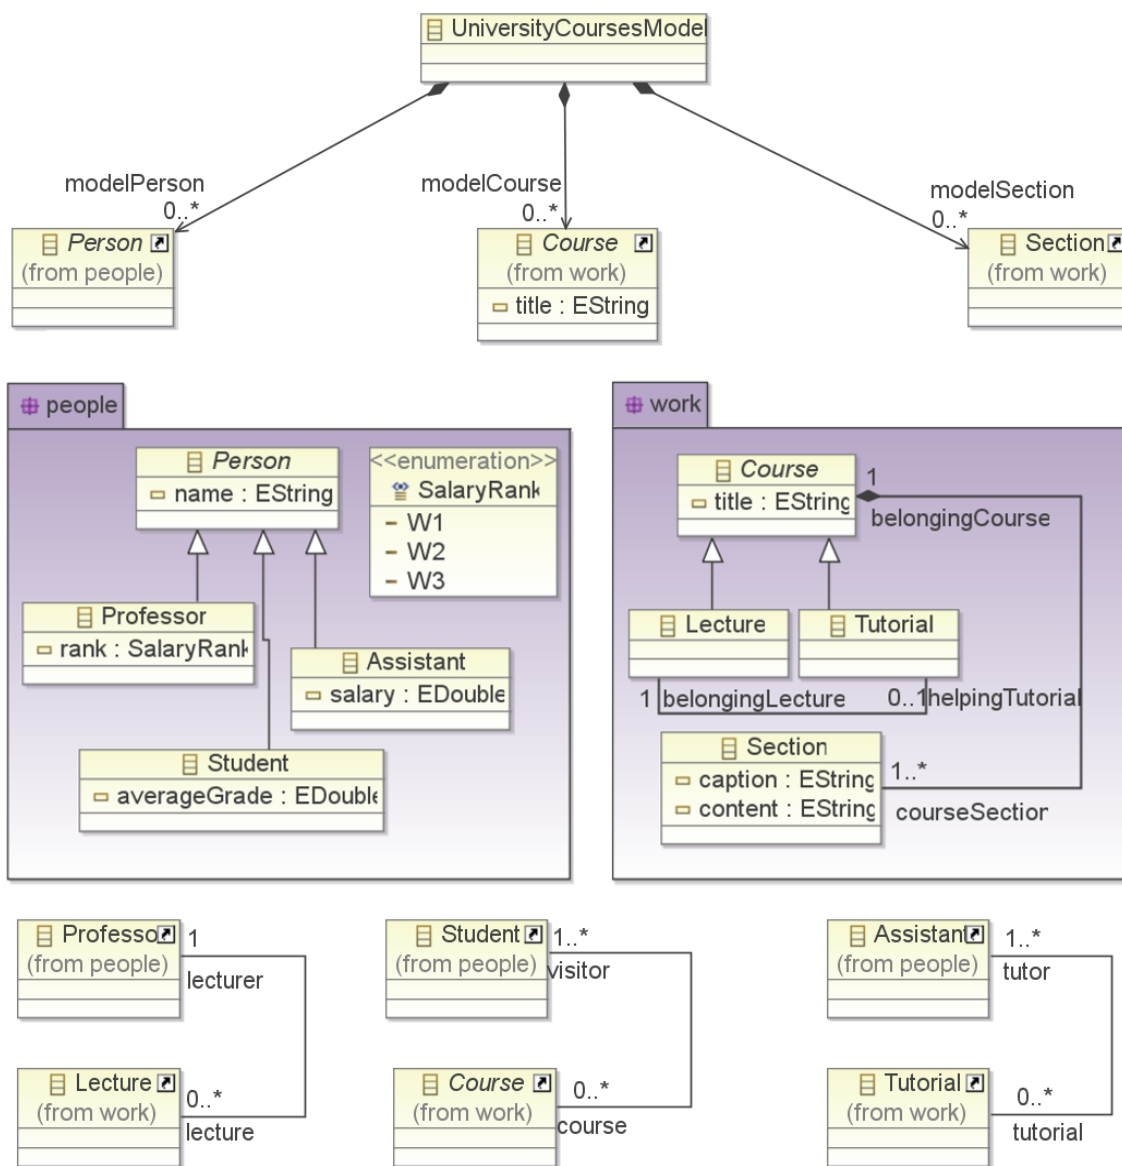 UniversityCoursesModel
modelPerson
0..*
modelCourse
0..*
modelSection
0..*
Person
(from people)
Course
(from work)
title : EString
Section
(from work)
people
Person
name : EString
<<enumeration>>
SalaryRank
W1
W2
W3
Professor
rank : SalaryRank
Assistant
salary : EDouble
Student
averageGrade : EDouble
work
Course
title : EString
1
belongingCourse
Lecture
Tutorial
1 belongingLecture
0..1helpingTutorial
Section
caption : EString
content : EString
1..*
courseSection
Professor
(from people)
1
lecturer
Lecture
(from work)
0..*
lecture
Student
(from people)
1..*
visitor
Course
(from work)
0..*
course
Assistant
(from people)
1..*
tutor
Tutorial
(from work)
0..*
tutorial